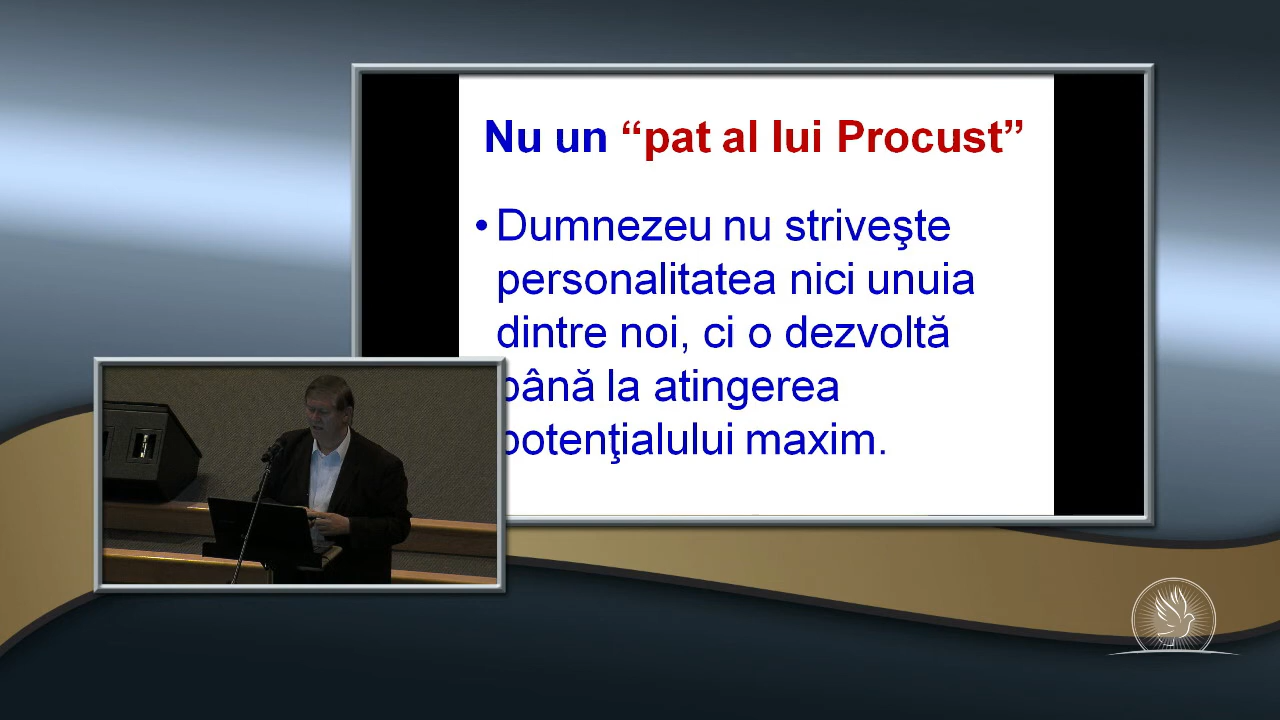 Nu un “pat al lui Procust”
• Dumnezeu nu striveşte
personalitatea nici unuia
dintre noi, ci o dezvoltă
până la atingerea
potenţialului maxim.